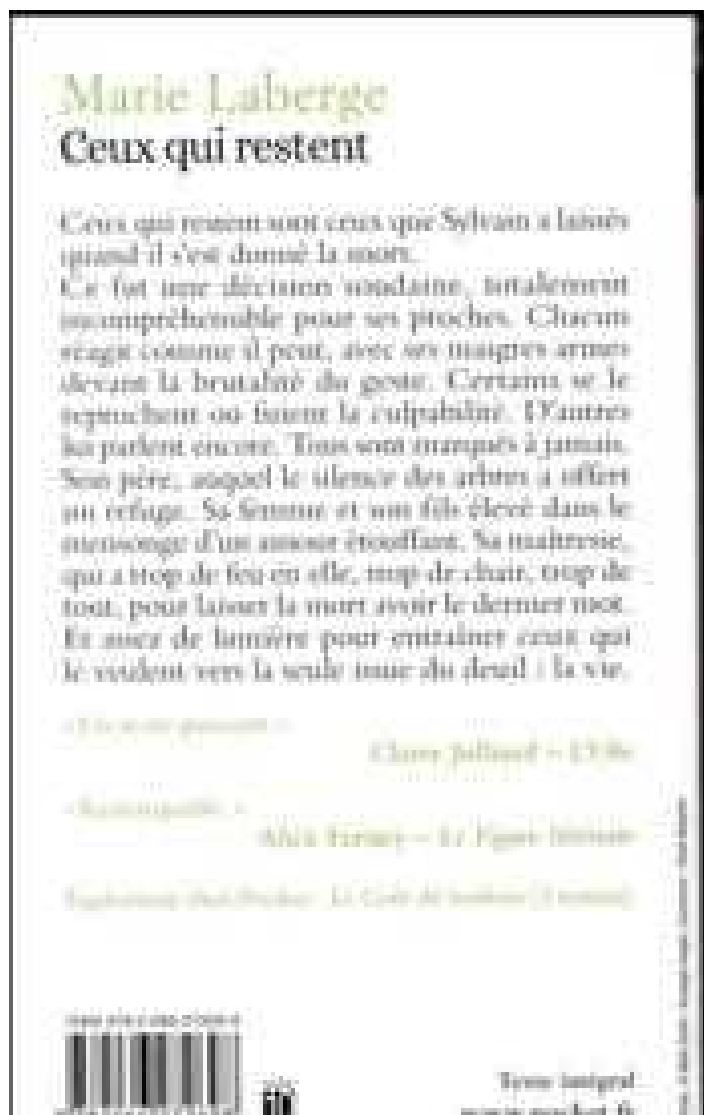 Marie Laberge
Ceux qui restent
Ceux qui restent sont ceux que Sylvain a laissés
quand il s'est donné la mort.
Ce fut une décision soudaine, totalement
incompréhensible pour ses proches. Chacun
réagit comme il peut, avec ses maigres armes
devant la brutalité du geste. Certains se le
reprochent ou fuient la culpabilité. D'autres
lui parlent encore. Tous sont marqués à jamais.
Son père, auquel le silence des arbres a offert
un refuge. Sa femme et son fils élevé dans le
mensonge d'un amour étouffant. Sa maîtresse,
qui a trop de feu en elle, trop de chair, trop de
tout, pour laisser la mort avoir le dernier mot.
Et assez de lumière pour entraîner ceux qui
le veulent vers la seule issue du deuil : la vie.
Alice Ferney – Le Figaro littéraire
Texte intégral